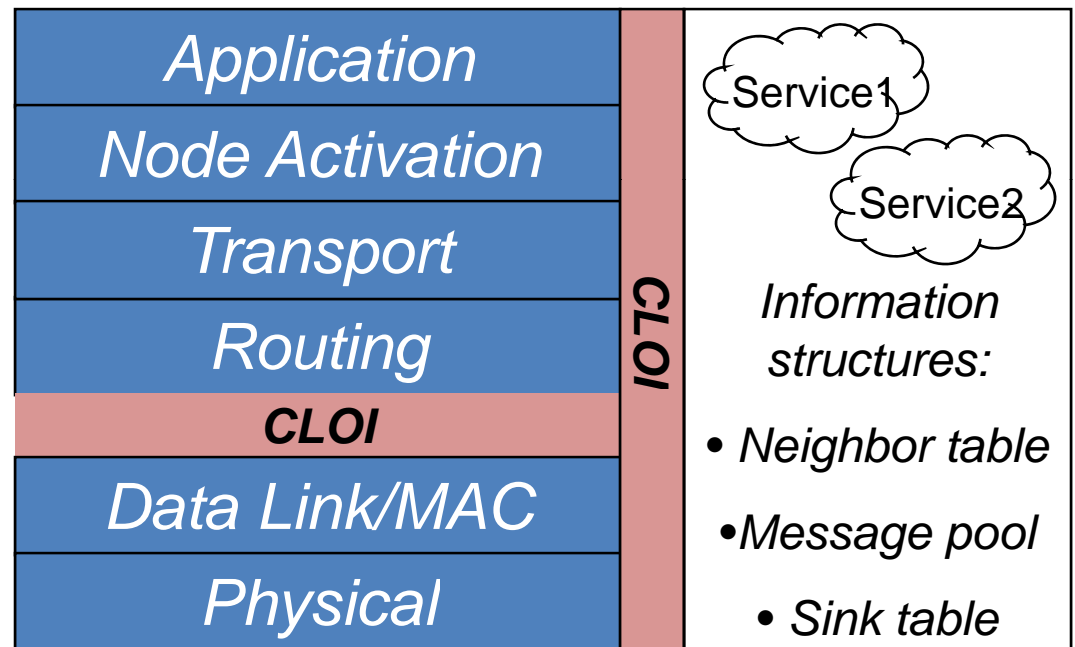 Application
Node Activation
Transport
Routing
CLOI
Data Link/MAC
Physical
CLOI
Service1
Service2
Information
structures:
• Neighbor table
•Message pool
• Sink table